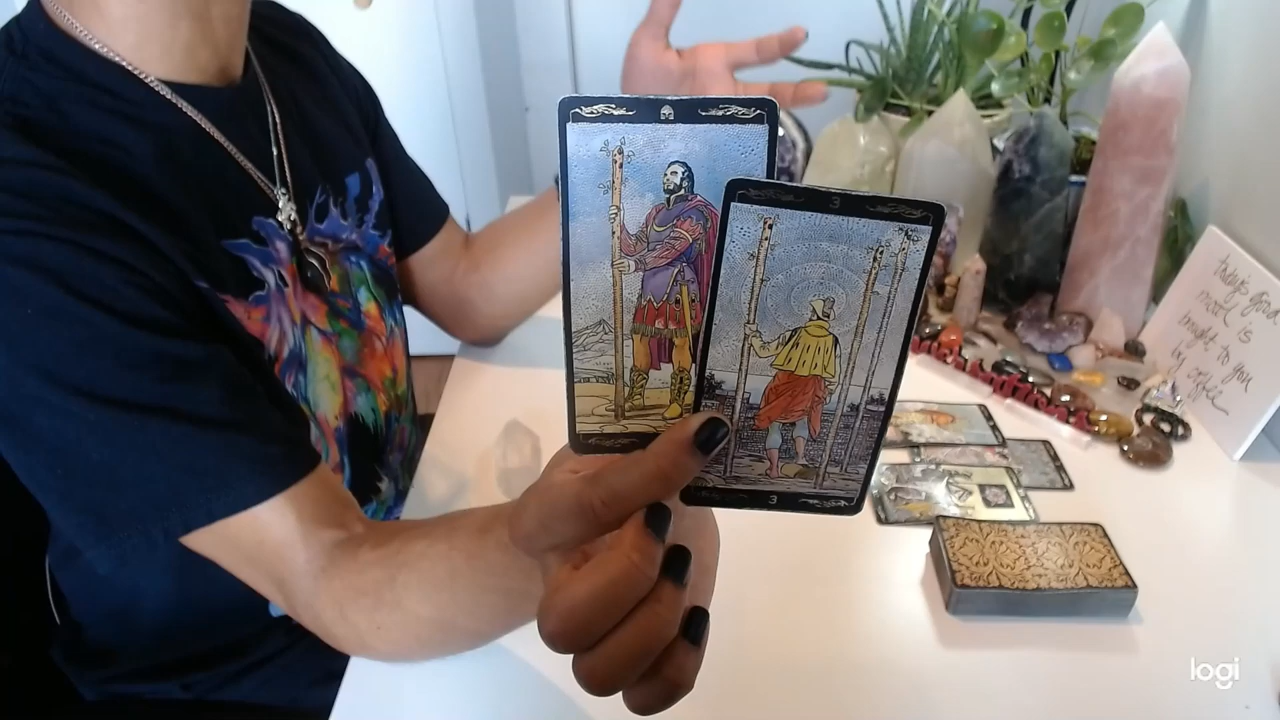 3
3
today's good
mood is
brought to you
by coffee
logi